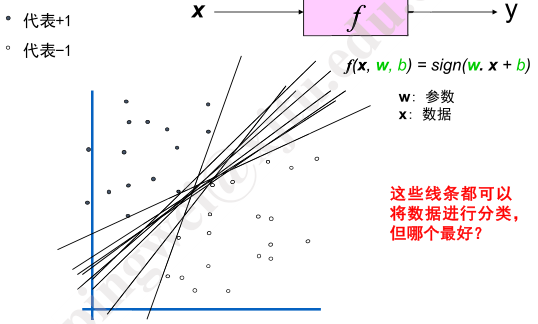 x f y
代表+1
代表–1
f(x, w, b) = sign(w. x + b)
w: 参数
x: 数据
这些线条都可以
将数据进行分类,
但哪个最好?